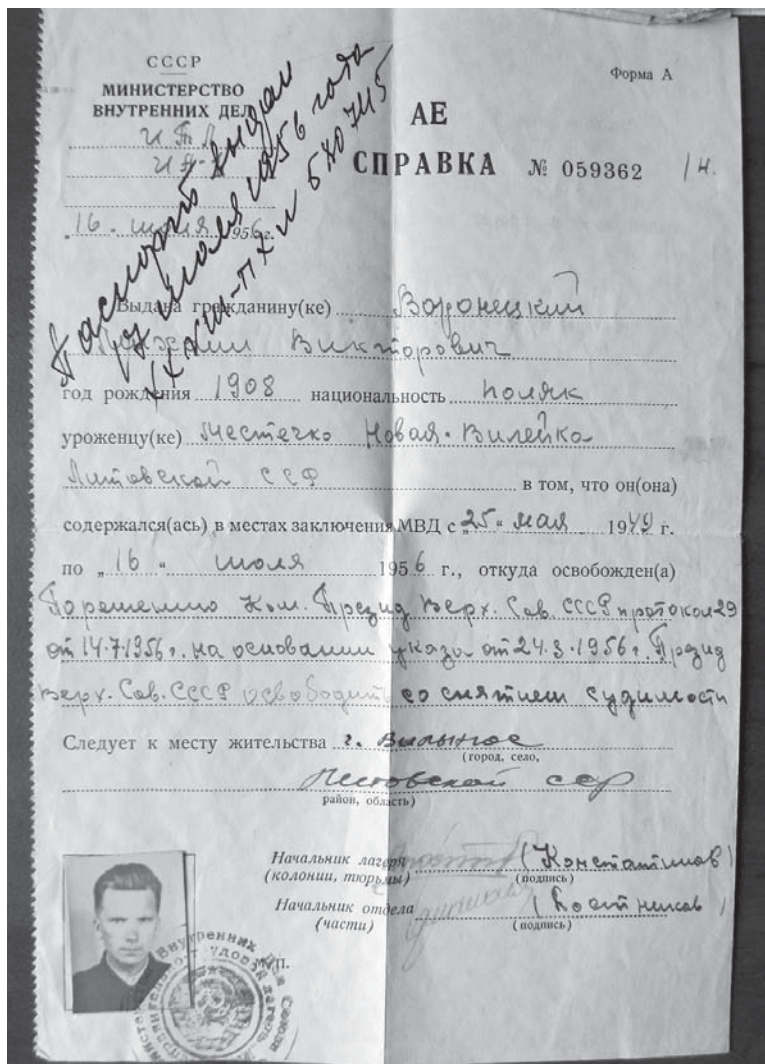 СССР
МИНИСТЕРСТВО
ВНУТРЕННИХ ДЕЛ
И Т Л
16 июля 1956 г.
Форма А
АЕ
СПРАВКА № 059362
Паспорт выдан
июля 1956 года
540745
Выдана гражданину(ке) Воронецкий
Викторович
год рождения 1908 национальность поляк
уроженцу(ке) местечко Новая-Вилейка
Литовской ССР в том, что он(она)
содержался(ась) в местах заключения МВД с „25“ мая 1949 г.
по „16“ июля 1956 г., откуда освобожден(а)
По решению Ком. Презид Верх. Сов. СССР протокол 29
от 14.7.1956 г. на основании указа от 24.3.1956 г. Презид
Верх. Сов. СССР освободить со снятием судимости
Следует к месту жительства г. Вильнюс
(город, село,
Литовской сср
район, область)
Начальник лагеря (Константинов)
(колонии, тюрьмы) (подпись)
Начальник отдела (Постников)
(части) (подпись)
М. П.